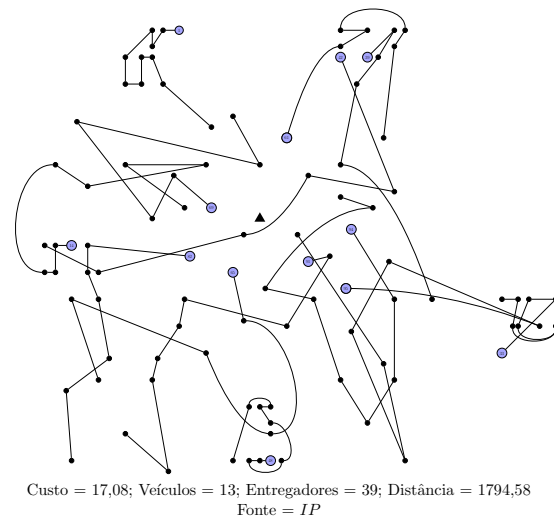 Custo = 17,08; Veículos = 13; Entregadores = 39; Distância = 1794,58
Fonte = IP